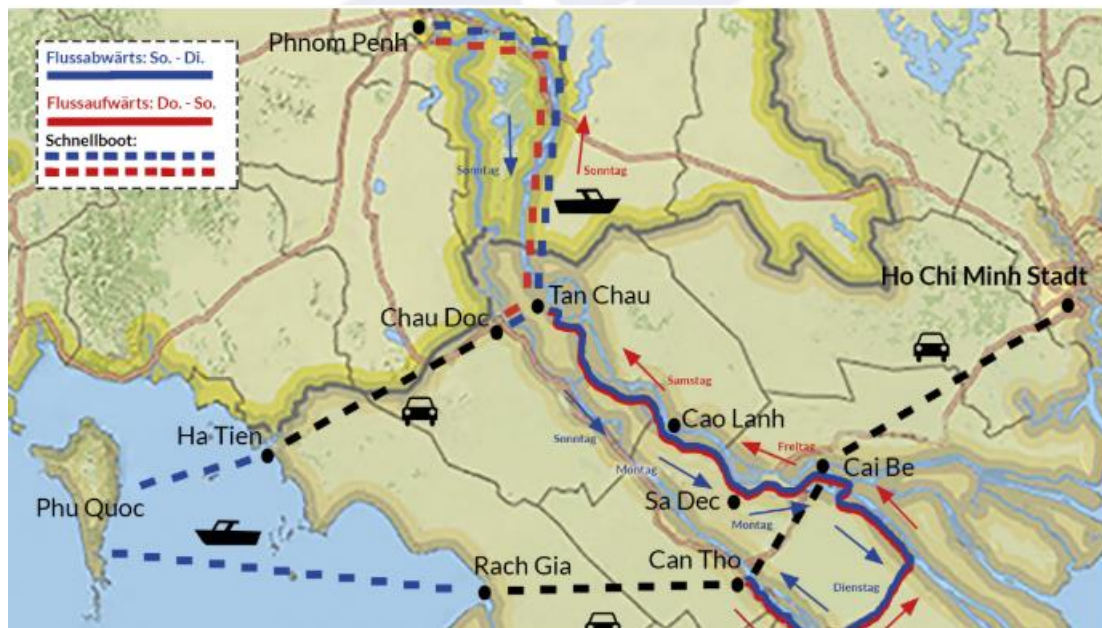 Phnom Penh
Flussabwärts: So. - Di.
Flussaufwärts: Do. - So.
Schnellboot:
Sonntag
Sonntag
Ho Chi Minh Stadt
Tan Chau
Chau Doc
Samstag
Cao Lanh
Ha Tien
Sonntag
Freitag
Cai Be
Montag
Phu Quoc
Sa Dec
Montag
Rach Gia
Can Tho
Dienstag